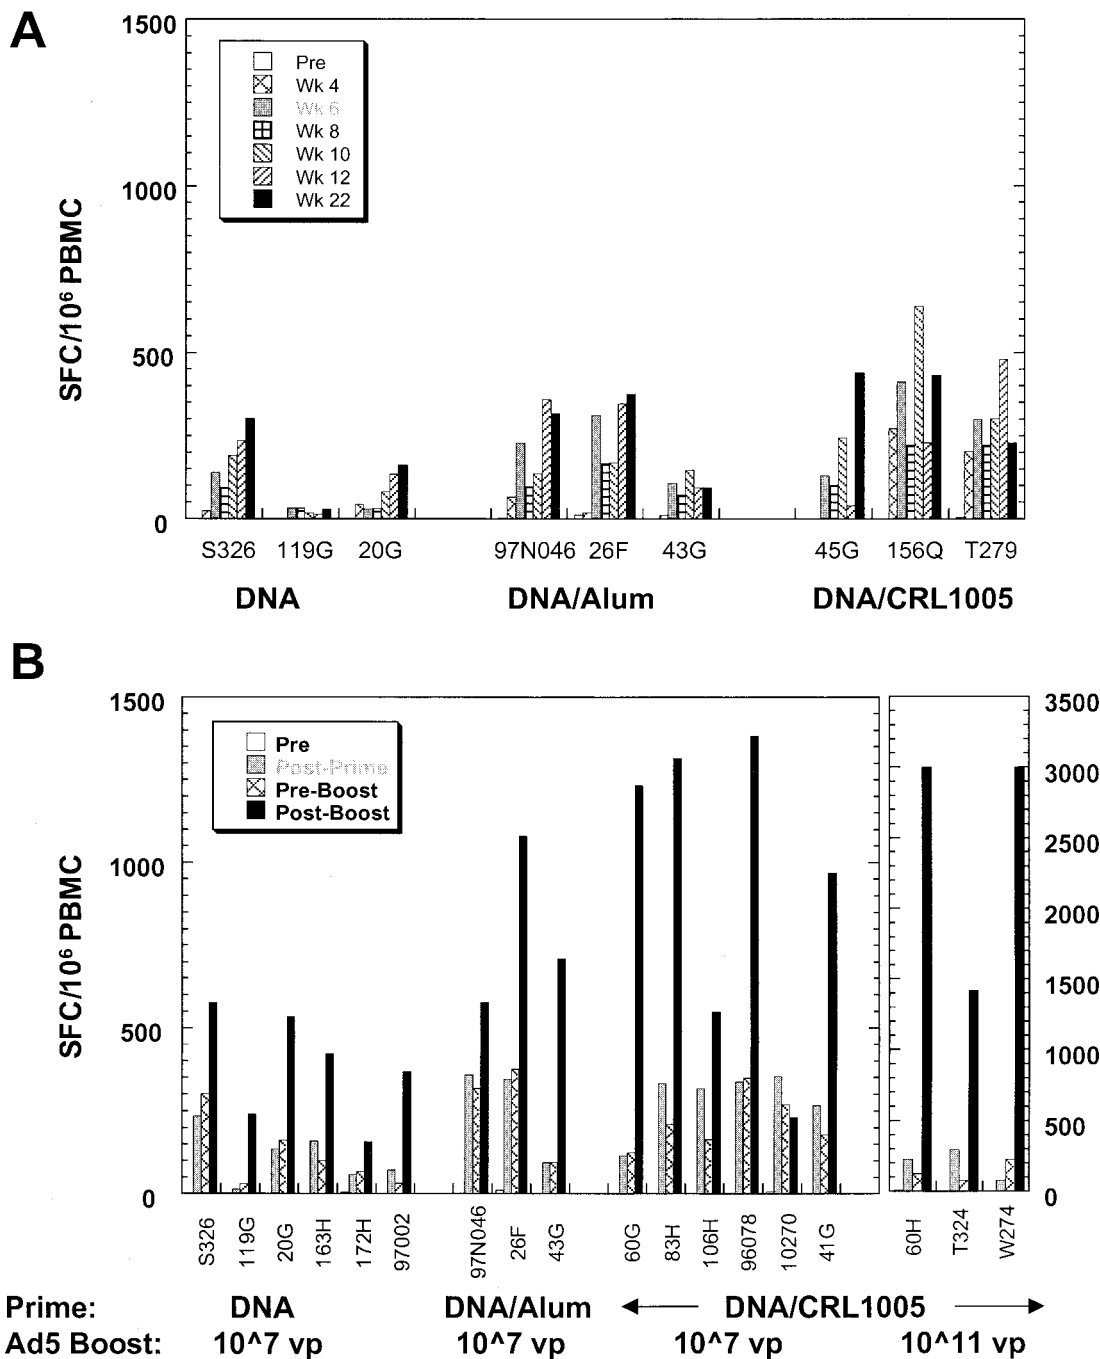 A
1500
1000
500
0
SFC/10⁶ PBMC
Pre
Wk 4
Wk 6
Wk 8
Wk 10
Wk 12
Wk 22
S326 119G 20G 97N046 26F 43G 45G 156Q T279
DNA DNA/Alum DNA/CRL1005
B
1500
1000
500
0
SFC/10⁶ PBMC
Pre
Post-Prime
Pre-Boost
Post-Boost
3500
3000
2500
2000
1500
1000
500
0
S326 119G 20G 163H 172H 97002 97N046 26F 43G 60G 83H 106H 96078 10270 41G 60H T324 W274
Prime: DNA DNA/Alum DNA/CRL1005
Ad5 Boost: 10^7 vp 10^7 vp 10^7 vp 10^11 vp